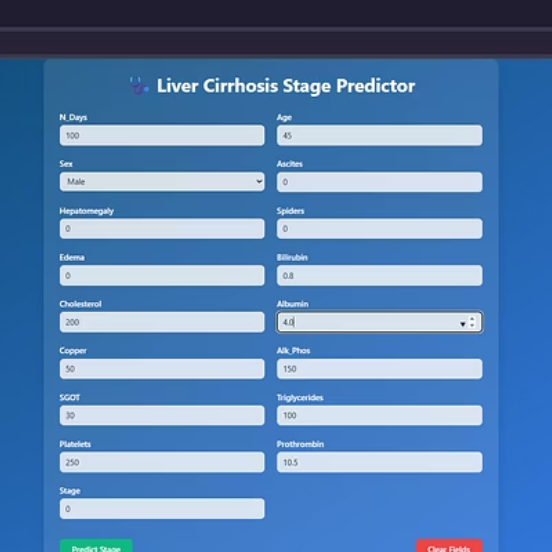 Liver Cirrhosis Stage Predictor
N_Days Age
100 45
Sex Ascites
Male 0
Hepatomegaly Spiders
0 0
Edema Bilirubin
0 0.8
Cholesterol Albumin
200 4.0
Copper Alk_Phos
50 150
SGOT Triglycerides
30 100
Platelets Prothrombin
250 10.5
Stage
0
Predict Stage Clear Fields